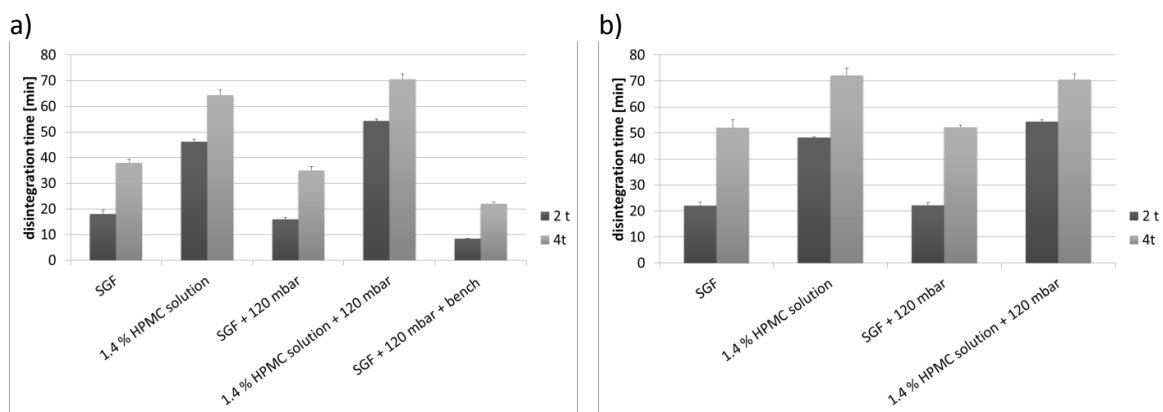 a)
disintegration time [min]
80
70
60
50
40
30
20
10
0
SGF
1.4 % HPMC solution
SGF + 120 mbar
1.4 % HPMC solution + 120 mbar
SGF + 120 mbar + bench
2 t
4t
b)
disintegration time [min]
80
70
60
50
40
30
20
10
0
SGF
1.4 % HPMC solution
SGF + 120 mbar
1.4 % HPMC solution + 120 mbar
2 t
4t